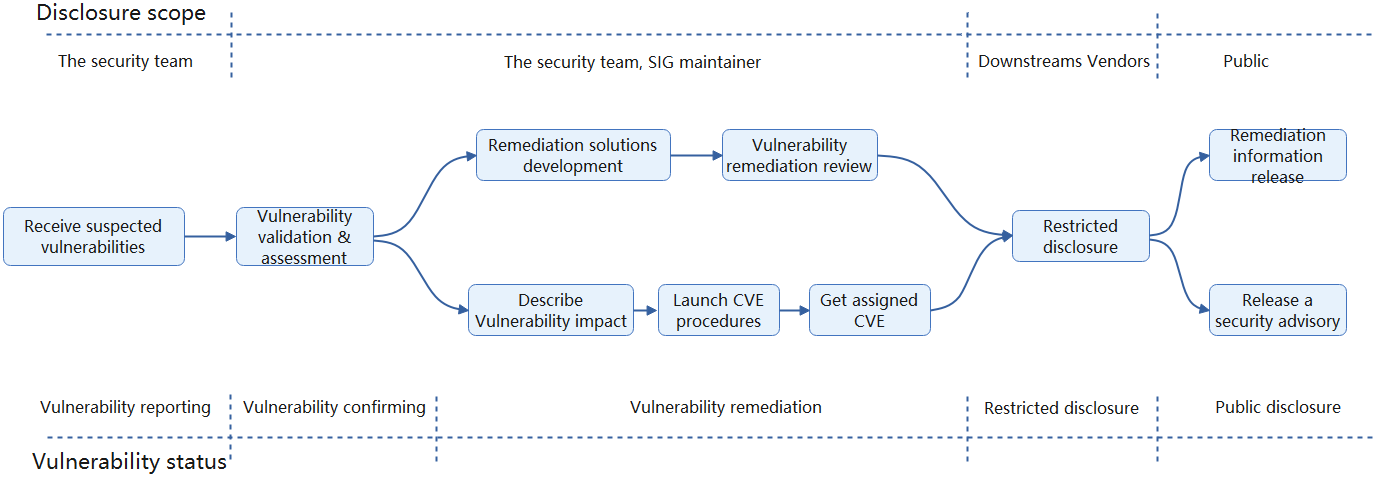 Disclosure scope
The security team
The security team, SIG maintainer
Downstreams Vendors
Public
Remediation solutions
development
Vulnerability
remediation review
Remediation
information
release
Receive suspected
vulnerabilities
Vulnerability
validation &
assessment
Restricted
disclosure
Describe
Vulnerability impact
Launch CVE
procedures
Get assigned
CVE
Release a
security advisory
Vulnerability reporting
Vulnerability confirming
Vulnerability remediation
Restricted disclosure
Public disclosure
Vulnerability status